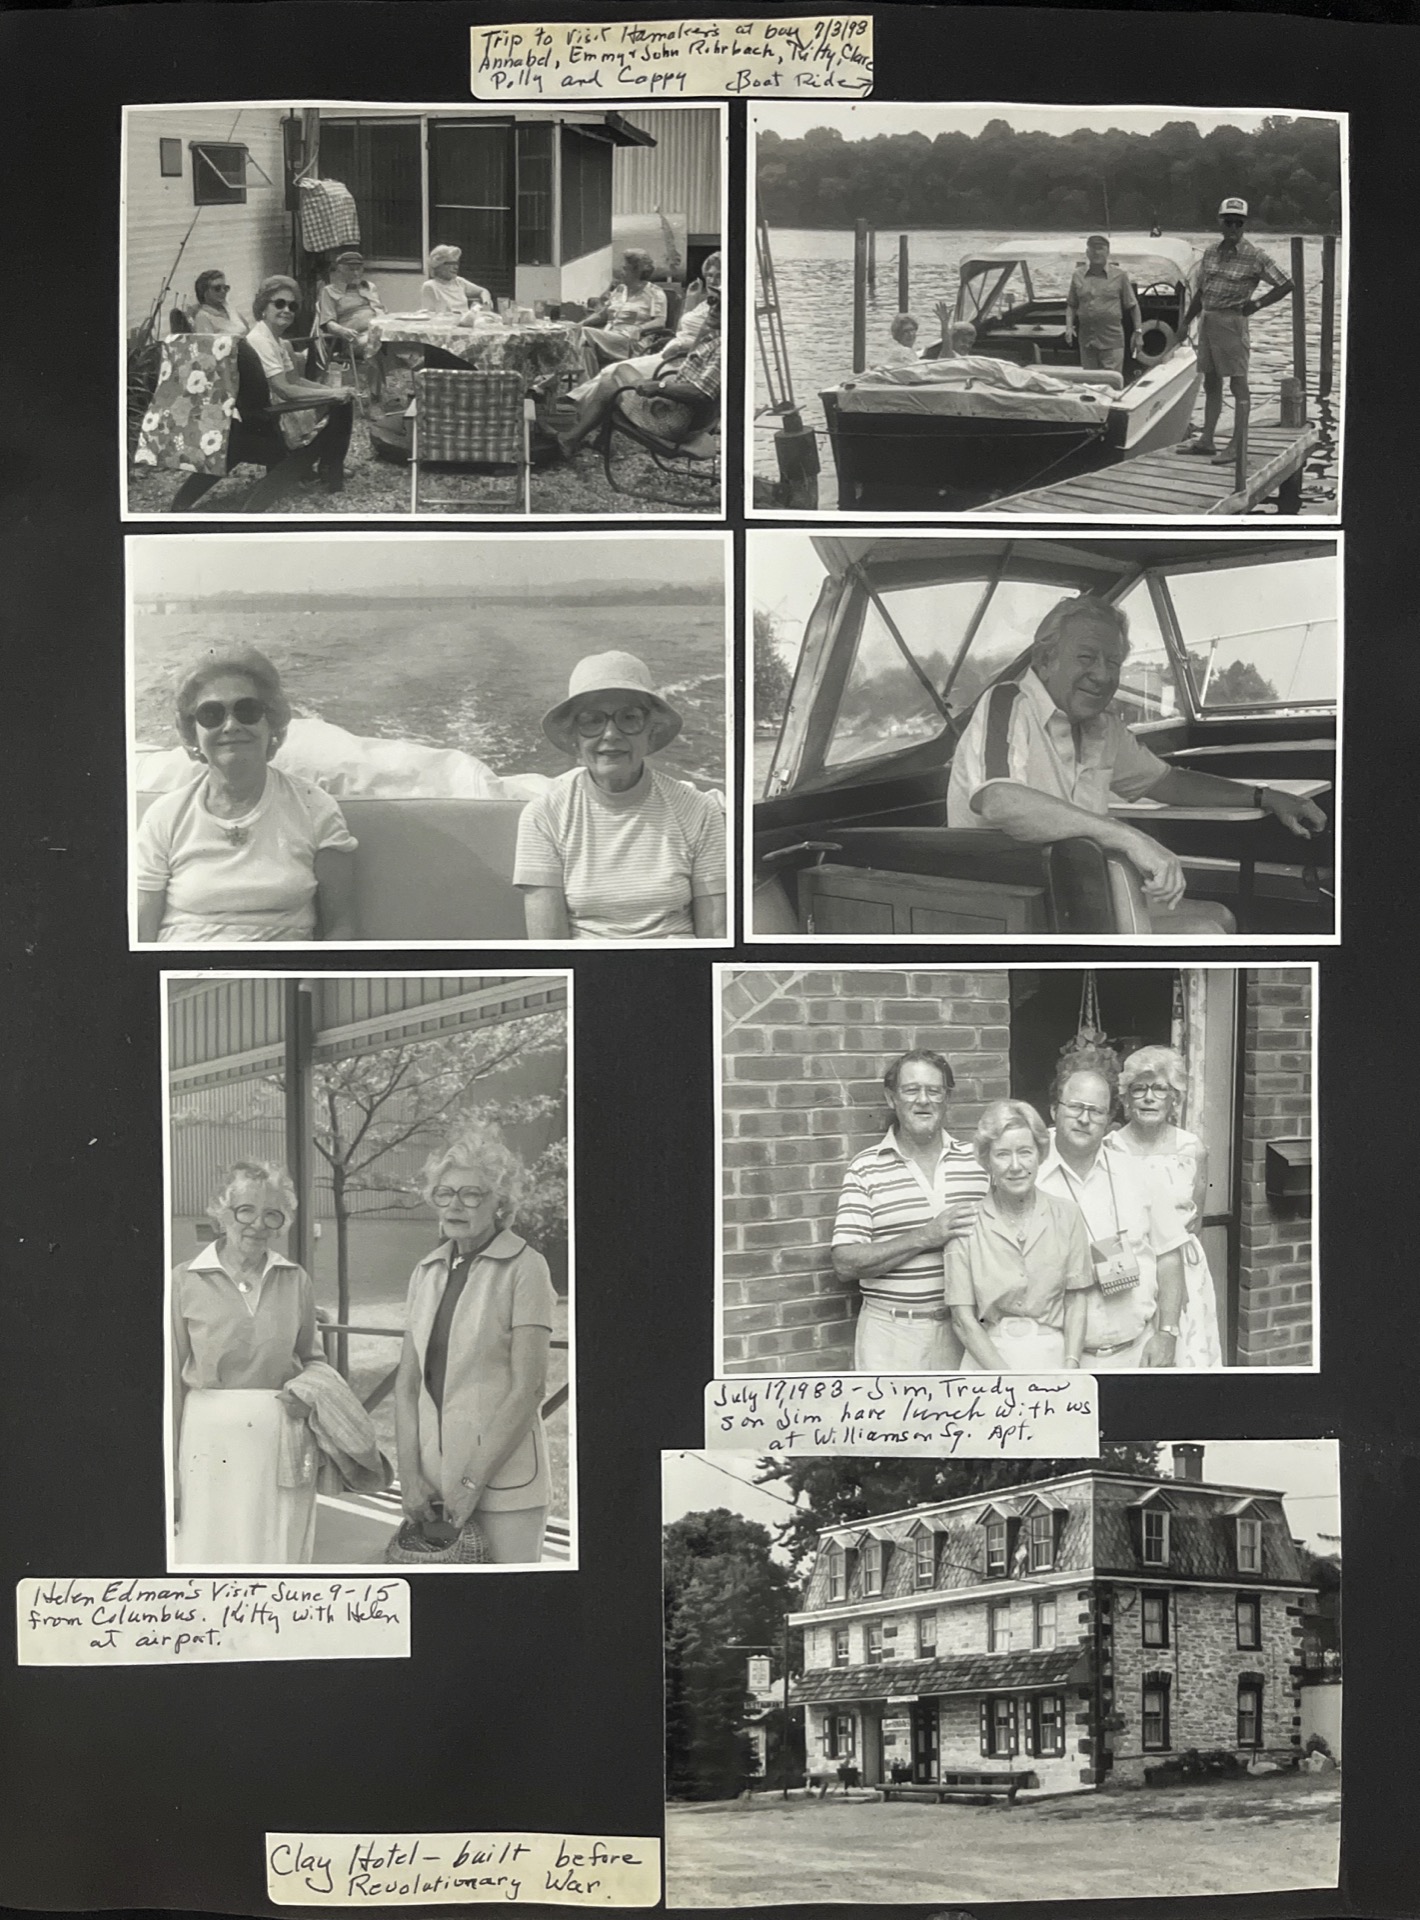 Trip to Visit Hamaker's at bay 7/3/83
Annabel, Emmy + John Rohrbach, Kitty, Clare
Polly and Cappy Boat Ride →
July 17, 1983 - Jim, Trudy and
son Jim have lunch with us
at Williamson Sq. Apt.
Helen Edman's Visit June 9-15
from Columbus. Kitty with Helen
at airport.
Clay Hotel - built before
Revolutionary War.